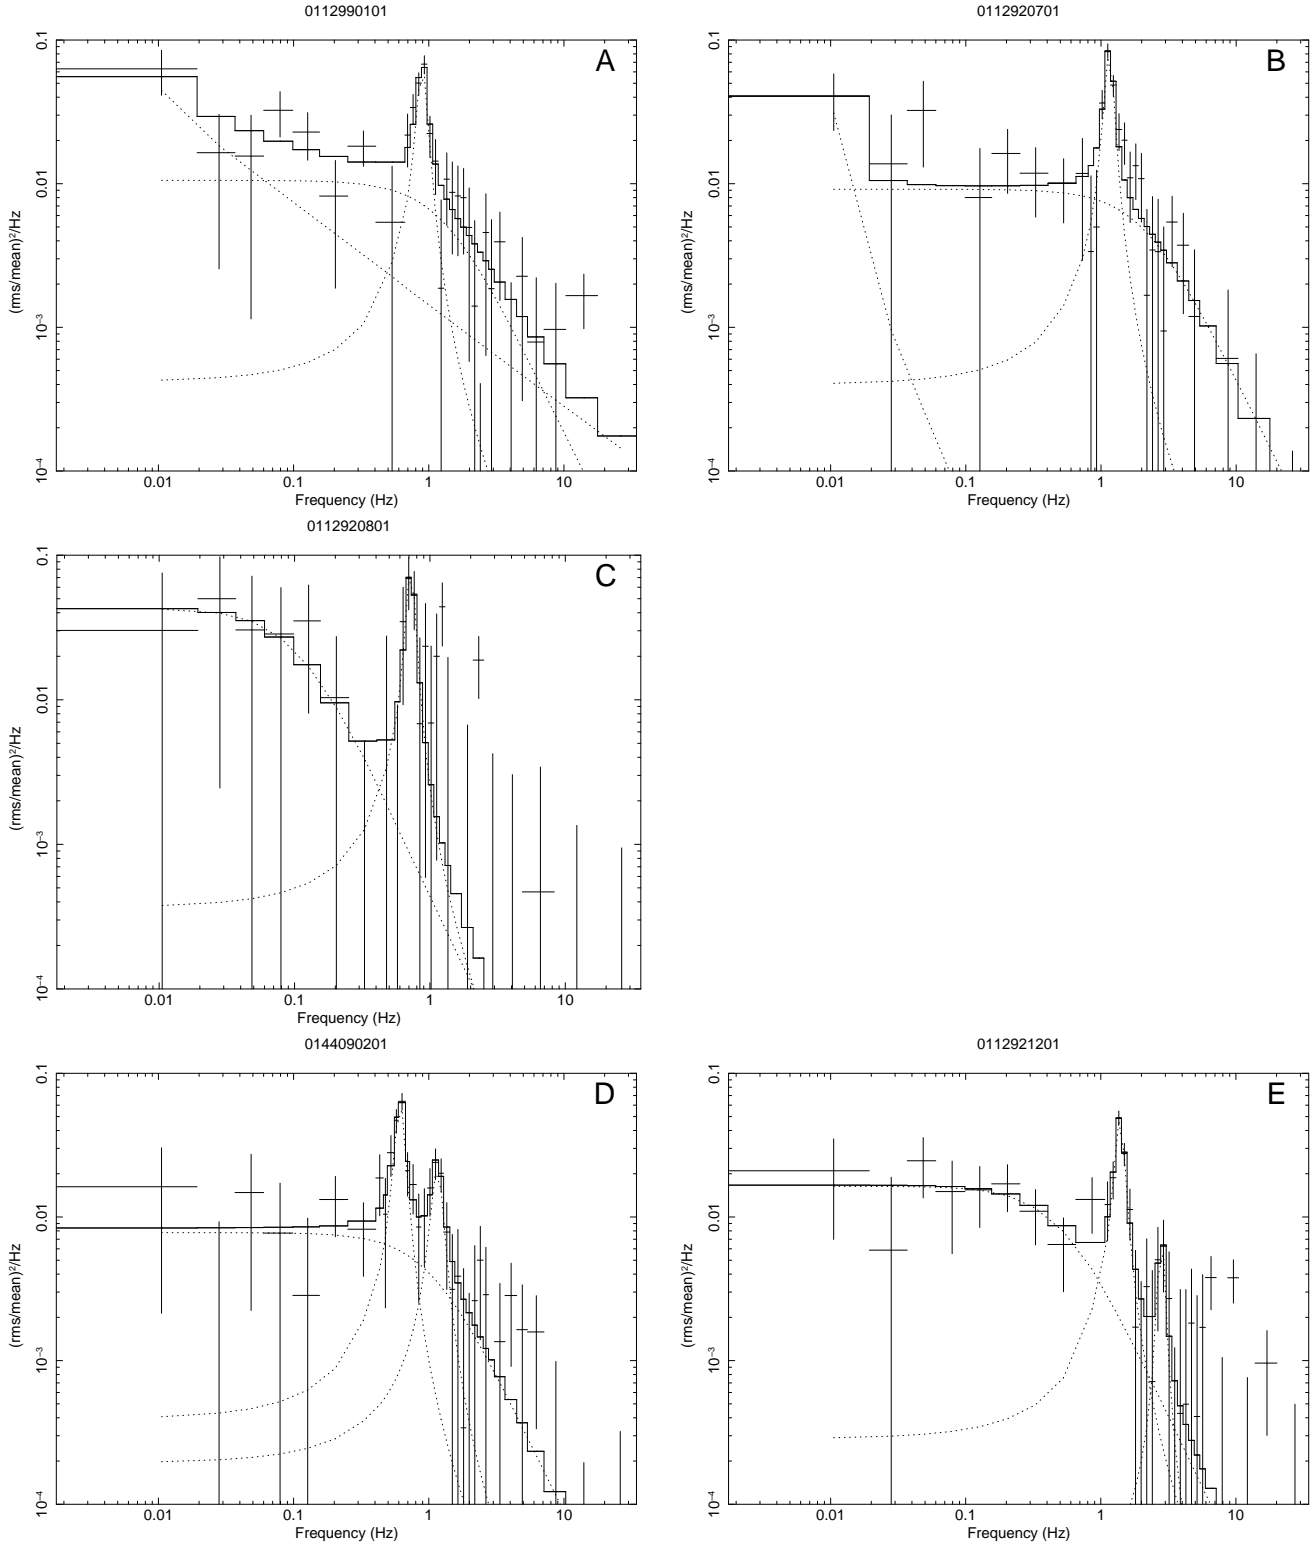 0112990101
A
0.1
0.01
10⁻³
10⁻⁴
(rms/mean)²/Hz
0.01 0.1 1 10
Frequency (Hz)
0112920701
B
0.1
0.01
10⁻³
10⁻⁴
(rms/mean)²/Hz
0.01 0.1 1 10
Frequency (Hz)
0112920801
C
0.1
0.01
10⁻³
10⁻⁴
(rms/mean)²/Hz
0.01 0.1 1 10
Frequency (Hz)
0144090201
D
0.1
0.01
10⁻³
10⁻⁴
(rms/mean)²/Hz
0.01 0.1 1 10
Frequency (Hz)
0112921201
E
0.1
0.01
10⁻³
10⁻⁴
(rms/mean)²/Hz
0.01 0.1 1 10
Frequency (Hz)